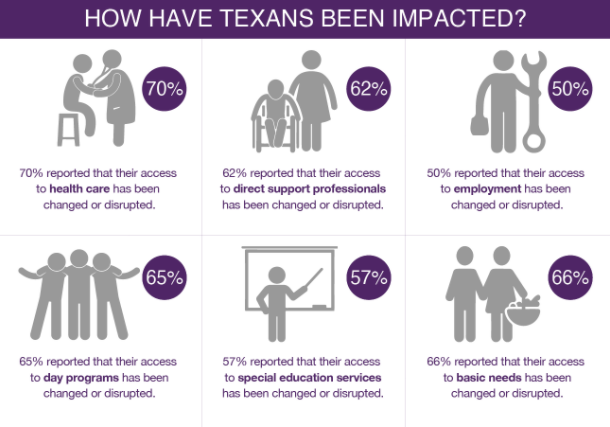 HOW HAVE TEXANS BEEN IMPACTED?
70%
70% reported that their access
to health care has been
changed or disrupted.
62%
62% reported that their access
to direct support professionals
has been changed or disrupted.
50%
50% reported that their access
to employment has been
changed or disrupted.
65%
65% reported that their access
to day programs has been
changed or disrupted.
57%
57% reported that their access
to special education services
has been changed or disrupted.
66%
66% reported that their access
to basic needs has been
changed or disrupted.